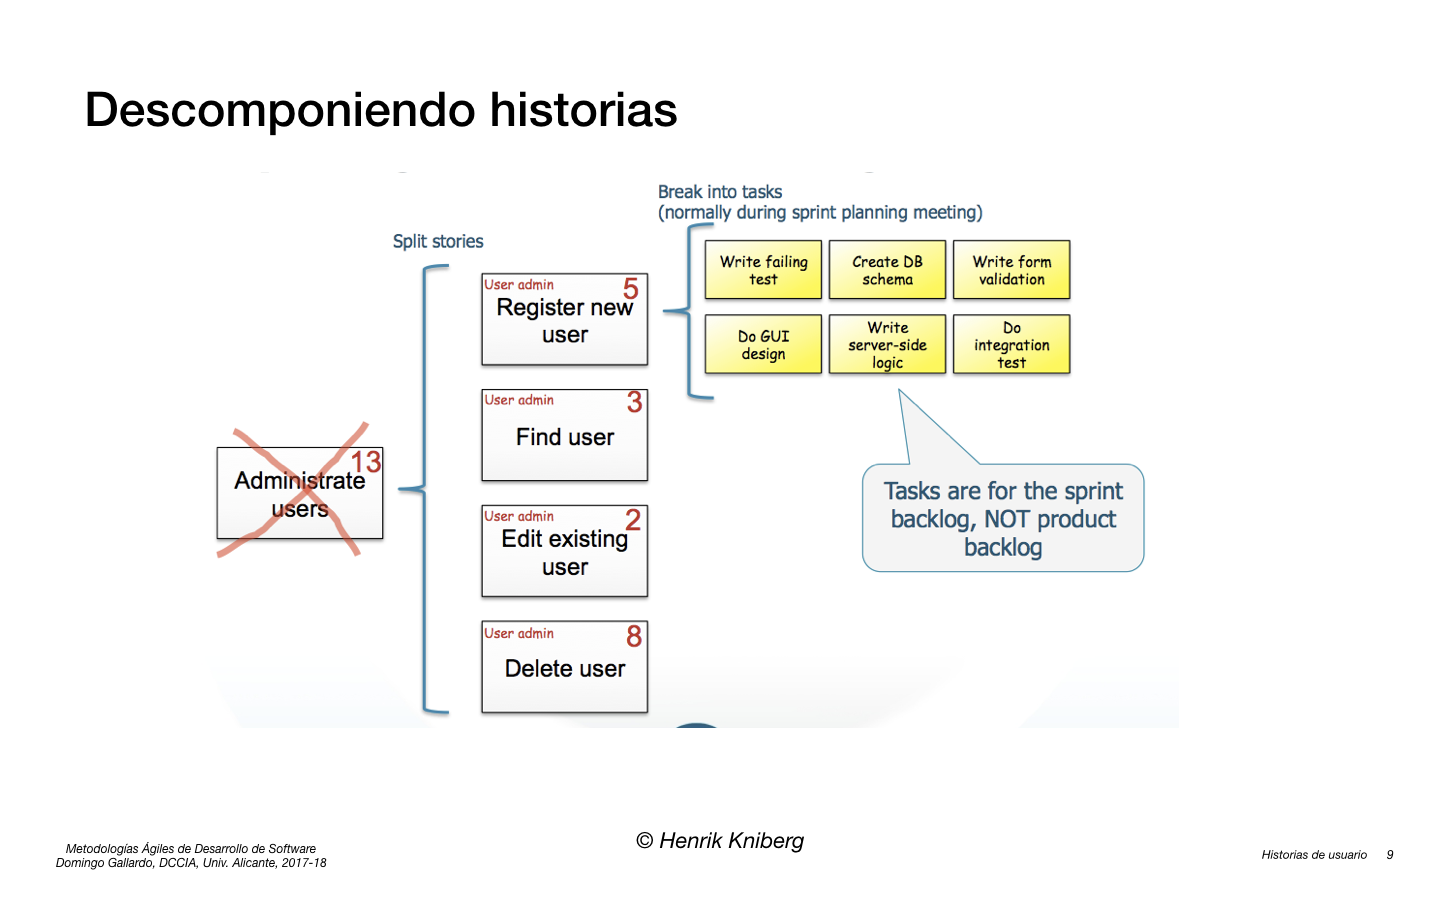 Descomponiendo historias
Break into tasks
(normally during sprint planning meeting)
Split stories
User admin
5
Register new
user
Write failing
test
Create DB
schema
Write form
validation
Do GUI
design
Write
server-side
logic
Do
integration
test
User admin
3
Find user
13
Administrate
users
User admin
2
Edit existing
user
Tasks are for the sprint
backlog, NOT product
backlog
User admin
8
Delete user
© Henrik Kniberg
Metodologías Ágiles de Desarrollo de Software
Domingo Gallardo, DCCIA, Univ. Alicante, 2017-18
Historias de usuario 9